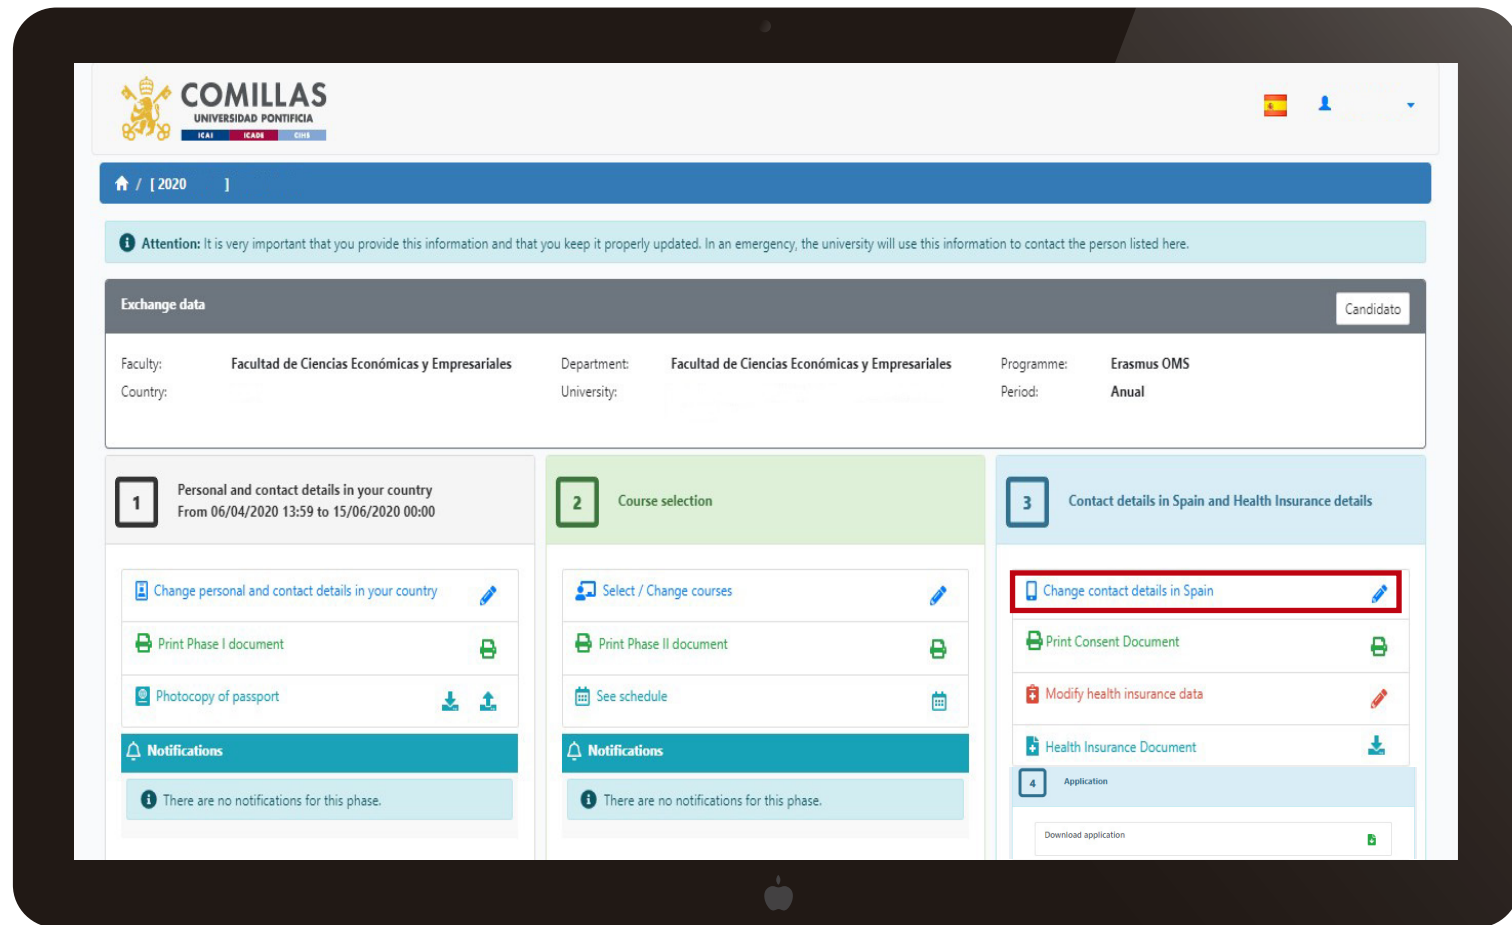 COMILLAS
UNIVERSIDAD PONTIFICIA
ICAI ICADE CIHS
/ [ 2020 ]
Attention: It is very important that you provide this information and that you keep it properly updated. In an emergency, the university will use this information to contact the person listed here.
Exchange data
Candidato
Faculty: Facultad de Ciencias Económicas y Empresariales Department: Facultad de Ciencias Económicas y Empresariales Programme: Erasmus OMS
Country: University: Period: Anual
1
Personal and contact details in your country
From 06/04/2020 13:59 to 15/06/2020 00:00
Change personal and contact details in your country
Print Phase I document
Photocopy of passport
Notifications
There are no notifications for this phase.
2
Course selection
Select / Change courses
Print Phase II document
See schedule
Notifications
There are no notifications for this phase.
3
Contact details in Spain and Health Insurance details
Change contact details in Spain
Print Consent Document
Modify health insurance data
Health Insurance Document
4
Application
Download application